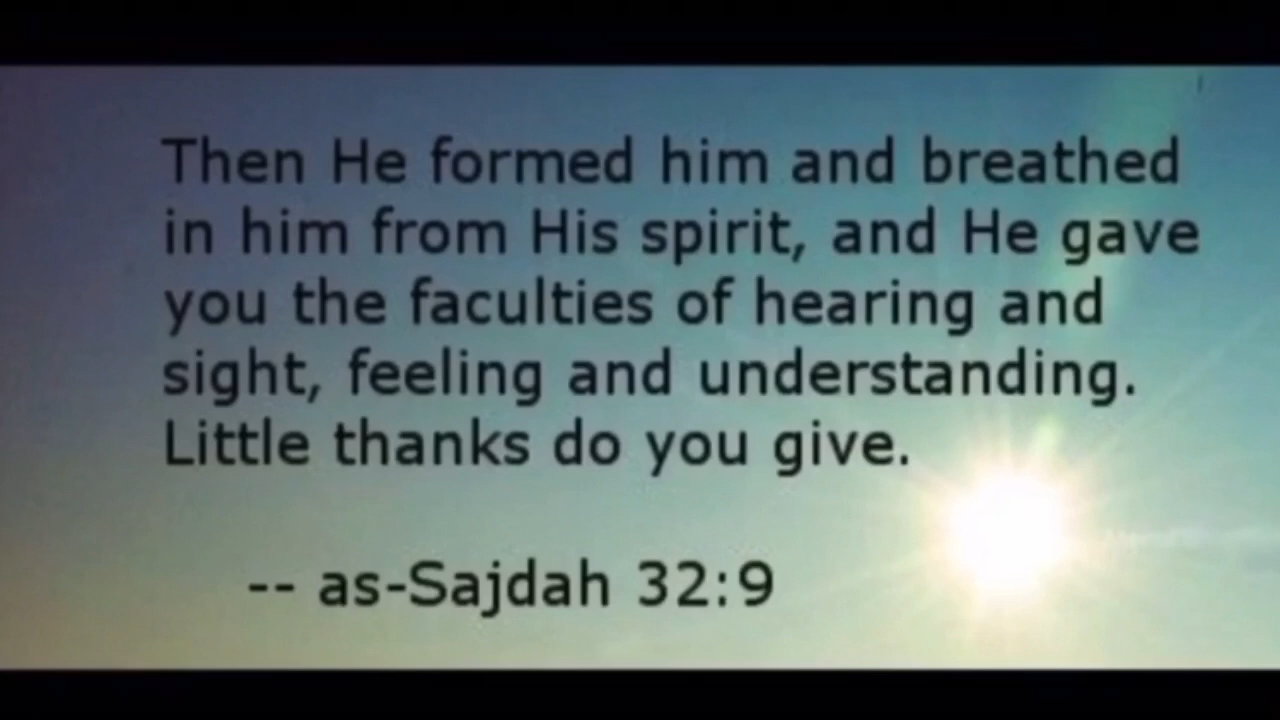 Then He formed him and breathed
in him from His spirit, and He gave
you the faculties of hearing and
sight, feeling and understanding.
Little thanks do you give.
-- as-Sajdah 32:9